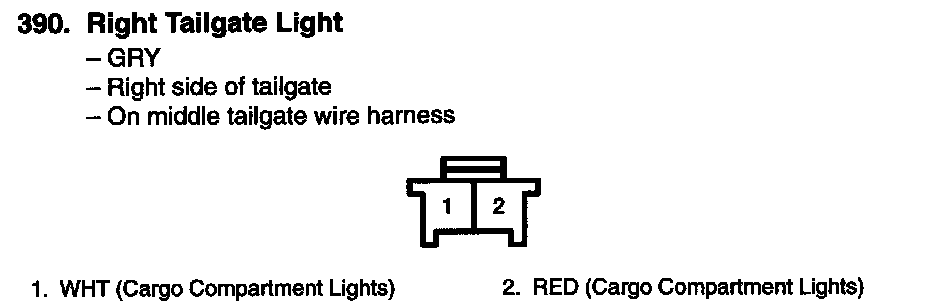 390. Right Tailgate Light
– GRY
– Right side of tailgate
– On middle tailgate wire harness
1 2
1. WHT (Cargo Compartment Lights) 2. RED (Cargo Compartment Lights)